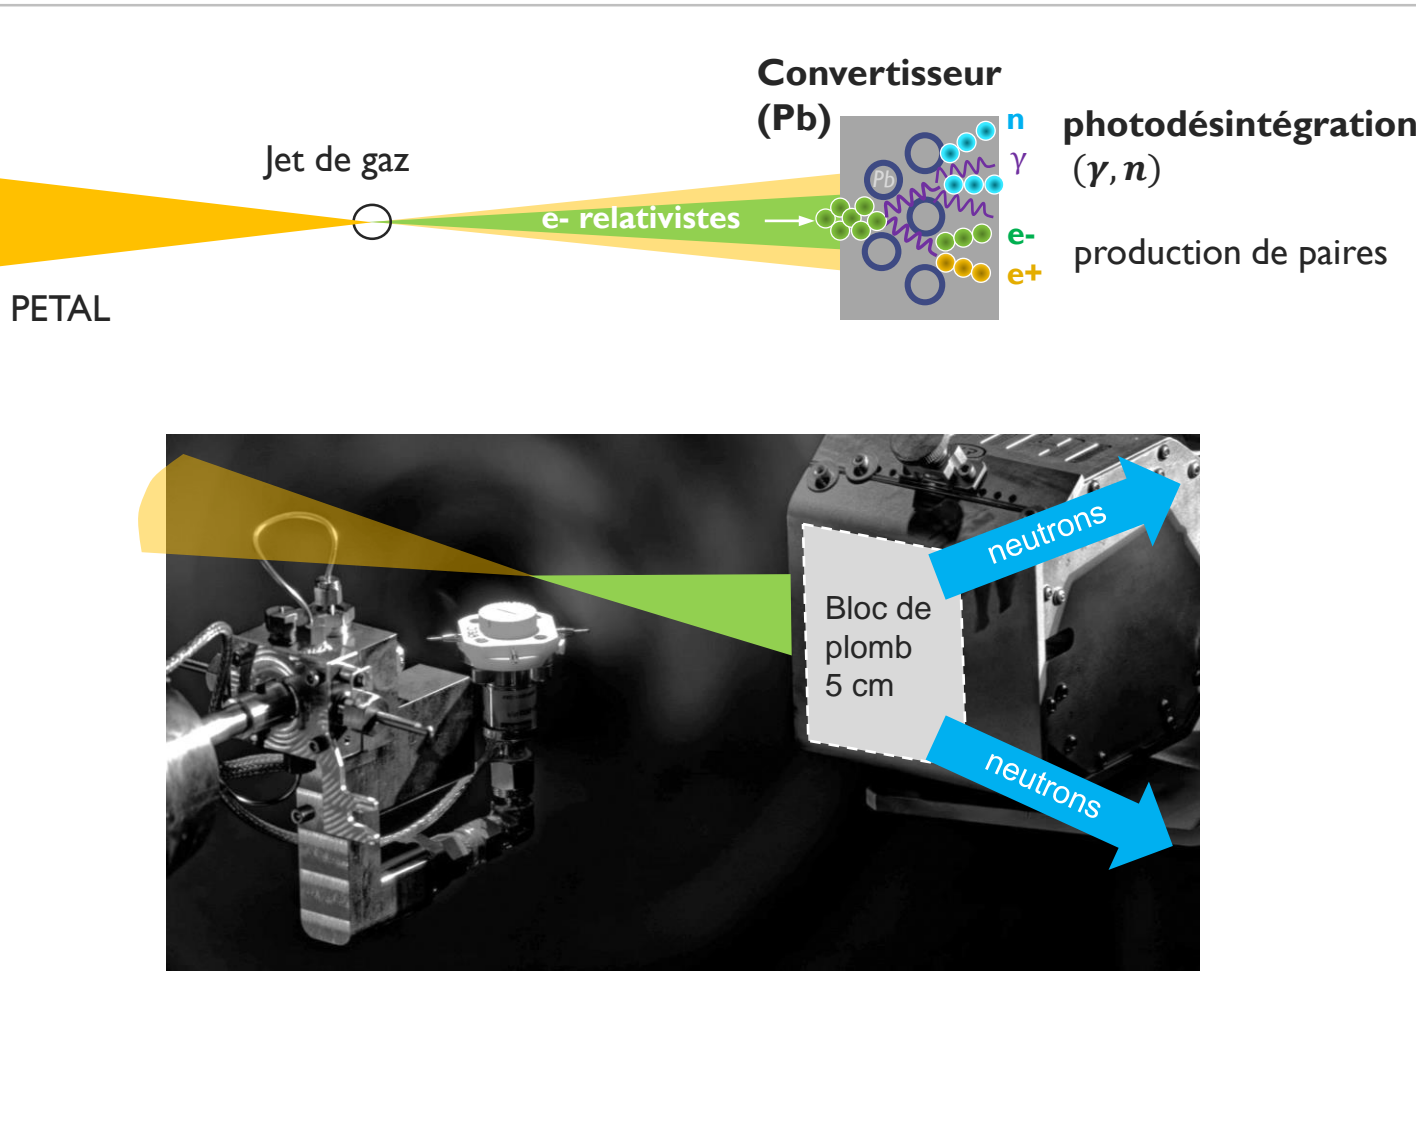 Convertisseur
(Pb)
n
photodésintégration
γ
(γ, n)
Jet de gaz
Pb
e- relativistes
e-
production de paires
e+
PETAL
neutrons
Bloc de
plomb
5 cm
neutrons